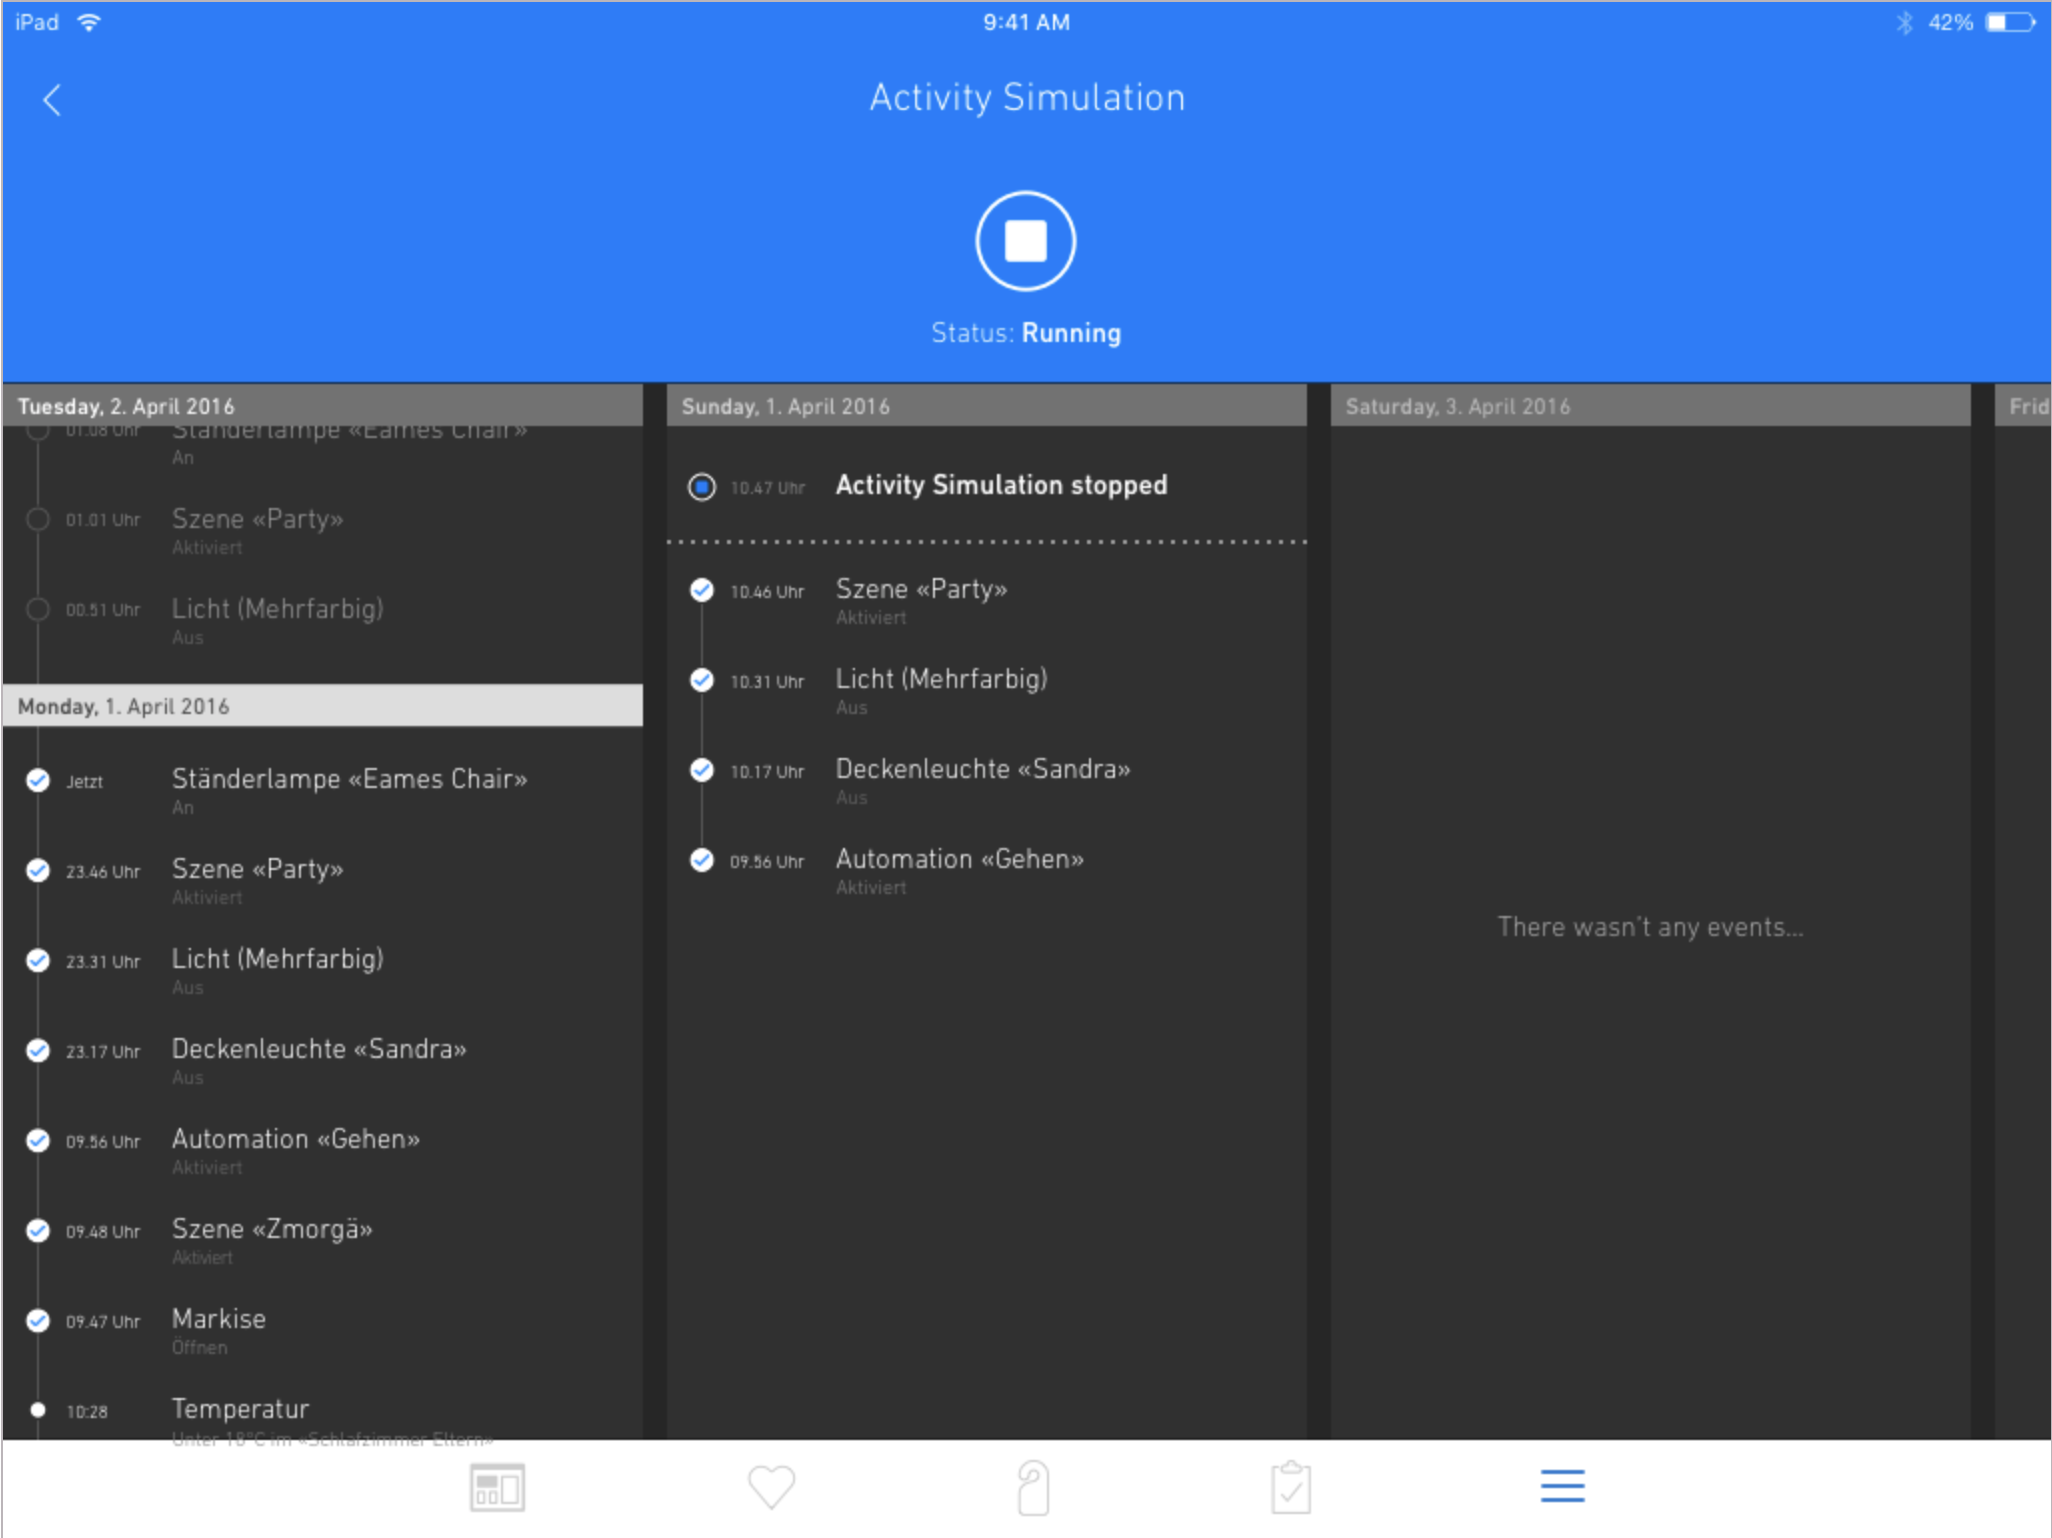 iPad 9:41 AM 42%
Activity Simulation
Status: Running
Tuesday, 2. April 2016
01.08 Uhr Ständerlampe «Eames Chair»
An
01.01 Uhr Szene «Party»
Aktiviert
00.51 Uhr Licht (Mehrfarbig)
Aus
Monday, 1. April 2016
Jetzt Ständerlampe «Eames Chair»
An
23.46 Uhr Szene «Party»
Aktiviert
23.31 Uhr Licht (Mehrfarbig)
Aus
23.17 Uhr Deckenleuchte «Sandra»
Aus
09.56 Uhr Automation «Gehen»
Aktiviert
09.48 Uhr Szene «Zmorgä»
Aktiviert
09.47 Uhr Markise
Öffnen
10:28 Temperatur
Unter 18°C im «Schlafzimmer Eltern»
Sunday, 1. April 2016
10.47 Uhr Activity Simulation stopped
10.46 Uhr Szene «Party»
Aktiviert
10.31 Uhr Licht (Mehrfarbig)
Aus
10.17 Uhr Deckenleuchte «Sandra»
Aus
09.56 Uhr Automation «Gehen»
Aktiviert
Saturday, 3. April 2016
There wasn't any events...
Frid